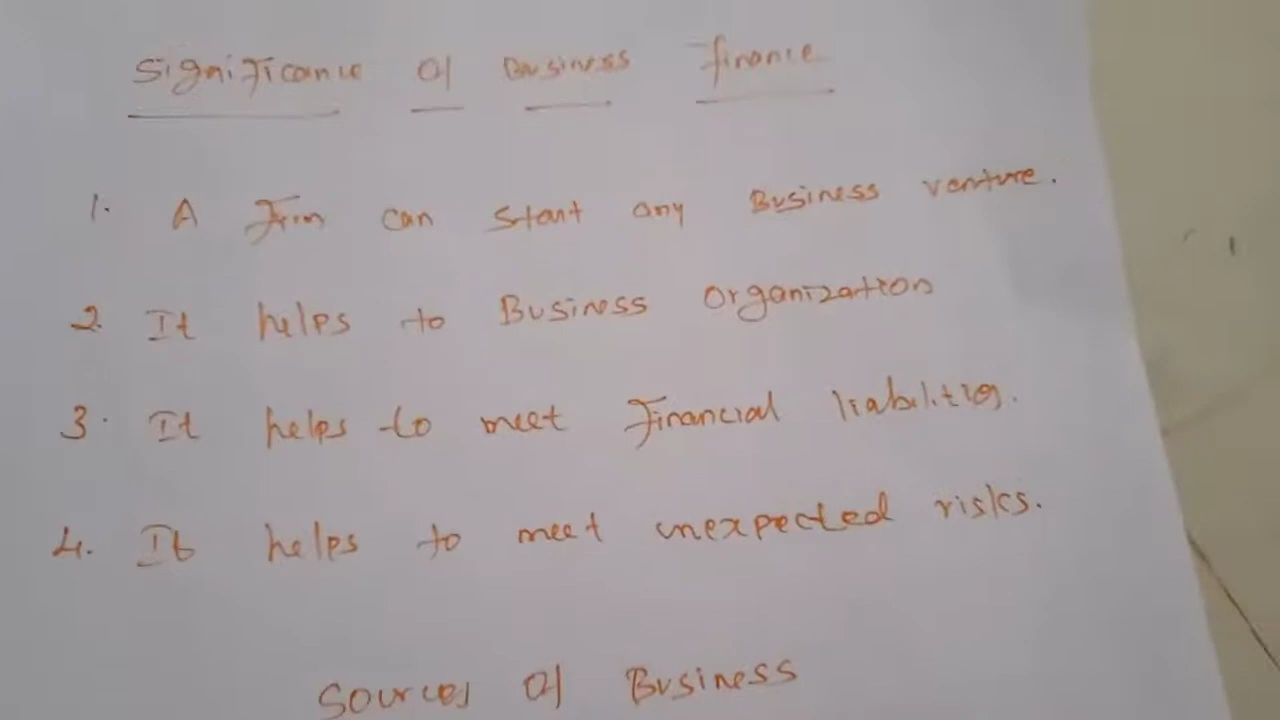 Significance of Business finance
1. A Firm can start any Business venture.
2. It helps to Business Organization
3. It helps to meet Financial liabilities.
4. It helps to meet unexpected risks.
Sources of Business